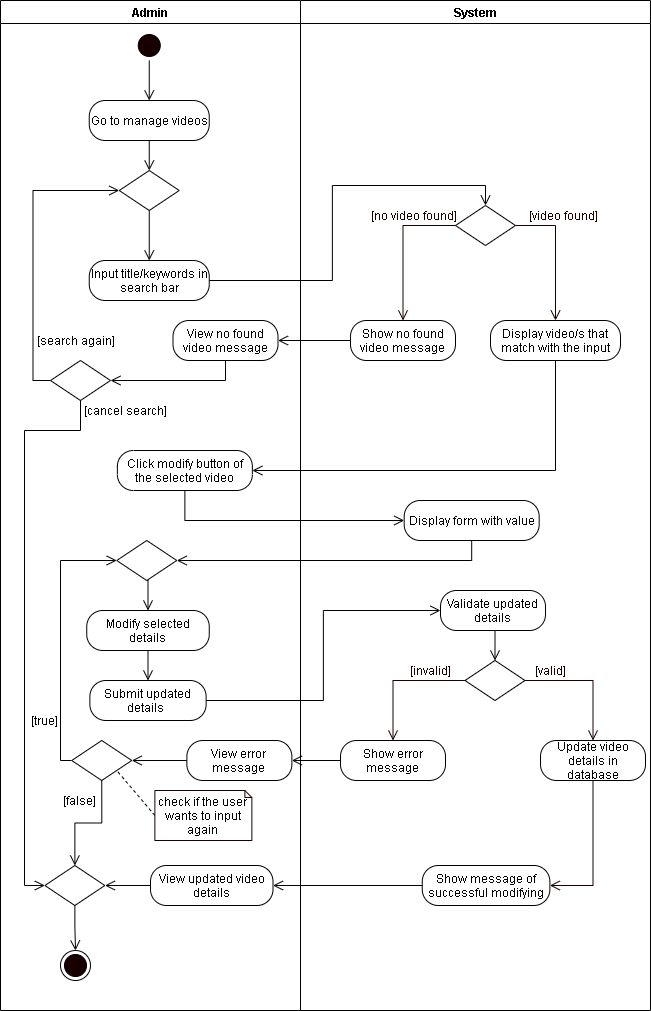 Admin
System
Go to manage videos
[no video found]
[video found]
Input title/keywords in
search bar
[search again]
View no found
video message
Show no found
video message
Display video/s that
match with the input
[cancel search]
Click modify button of
the selected video
Display form with value
Modify selected
details
Validate updated
details
[invalid]
[valid]
Submit updated
details
[true]
View error
message
Show error
message
Update video
details in
database
[false]
check if the user
wants to input
again
View updated video
details
Show message of
successful modifying